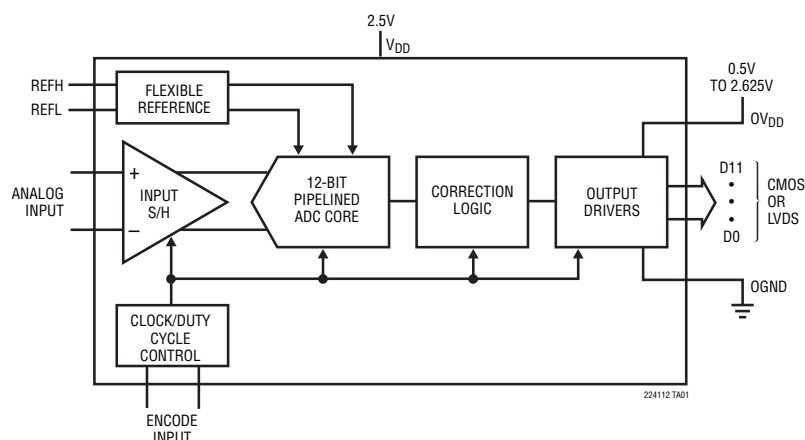 2.5V
VDD
0.5V
TO 2.625V
OVDD
REFH
REFL
FLEXIBLE
REFERENCE
ANALOG
INPUT
+
–
INPUT
S/H
12-BIT
PIPELINED
ADC CORE
CORRECTION
LOGIC
OUTPUT
DRIVERS
D11
•
•
•
D0
CMOS
OR
LVDS
OGND
CLOCK/DUTY
CYCLE
CONTROL
224112 TA01
ENCODE
INPUT